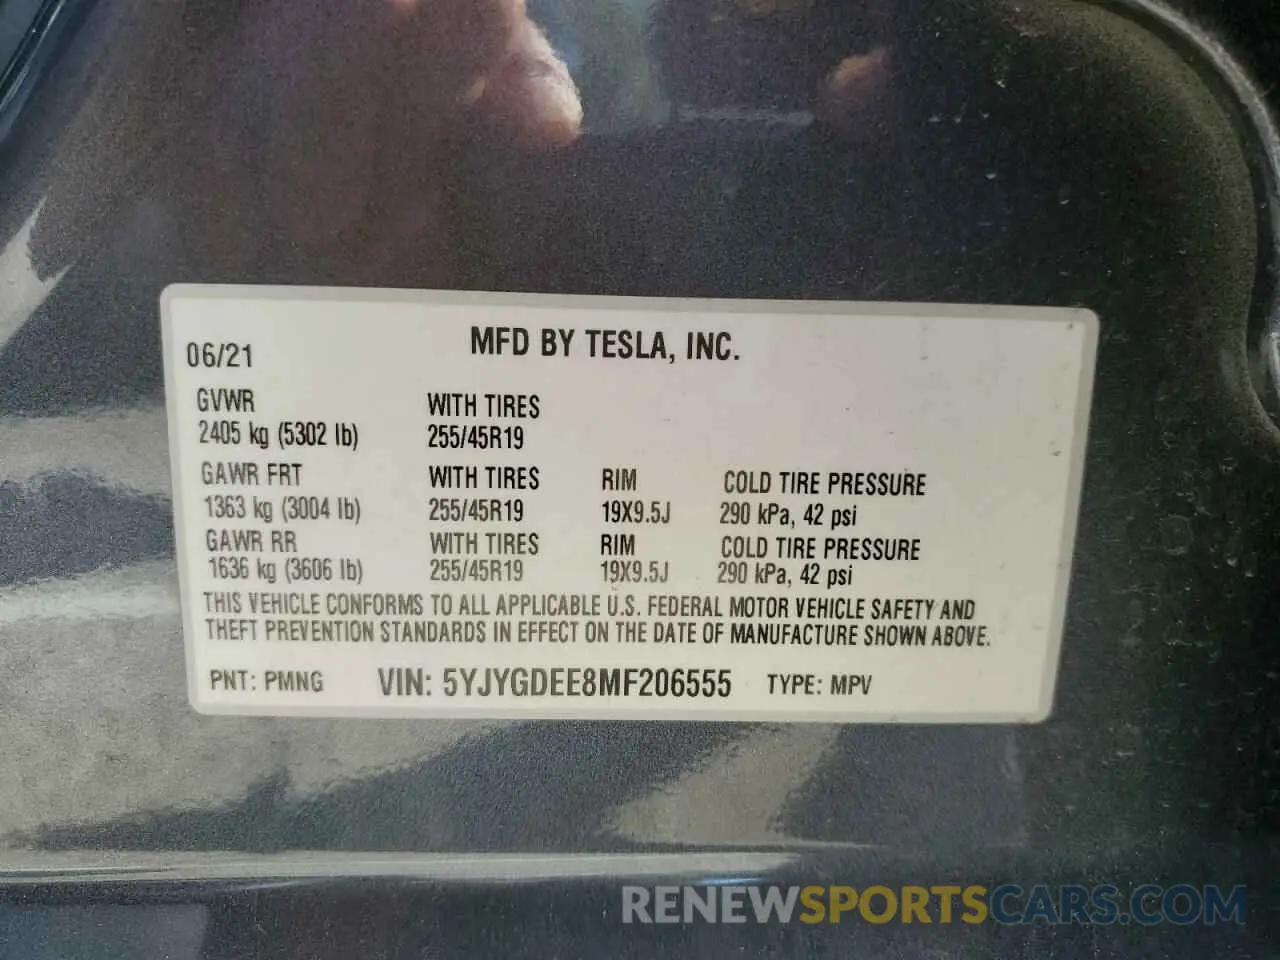 MFD BY TESLA, INC.
06/21
GVWR WITH TIRES
2405 kg (5302 lb) 255/45R19
GAWR FRT WITH TIRES RIM COLD TIRE PRESSURE
1363 kg (3004 lb) 255/45R19 19X9.5J 290 kPa, 42 psi
GAWR RR WITH TIRES RIM COLD TIRE PRESSURE
1636 kg (3606 lb) 255/45R19 19X9.5J 290 kPa, 42 psi
THIS VEHICLE CONFORMS TO ALL APPLICABLE U.S. FEDERAL MOTOR VEHICLE SAFETY AND
THEFT PREVENTION STANDARDS IN EFFECT ON THE DATE OF MANUFACTURE SHOWN ABOVE.
PNT: PMNG VIN: 5YJYGDEE8MF206555 TYPE: MPV
RENEWSPORTSCARS.COM